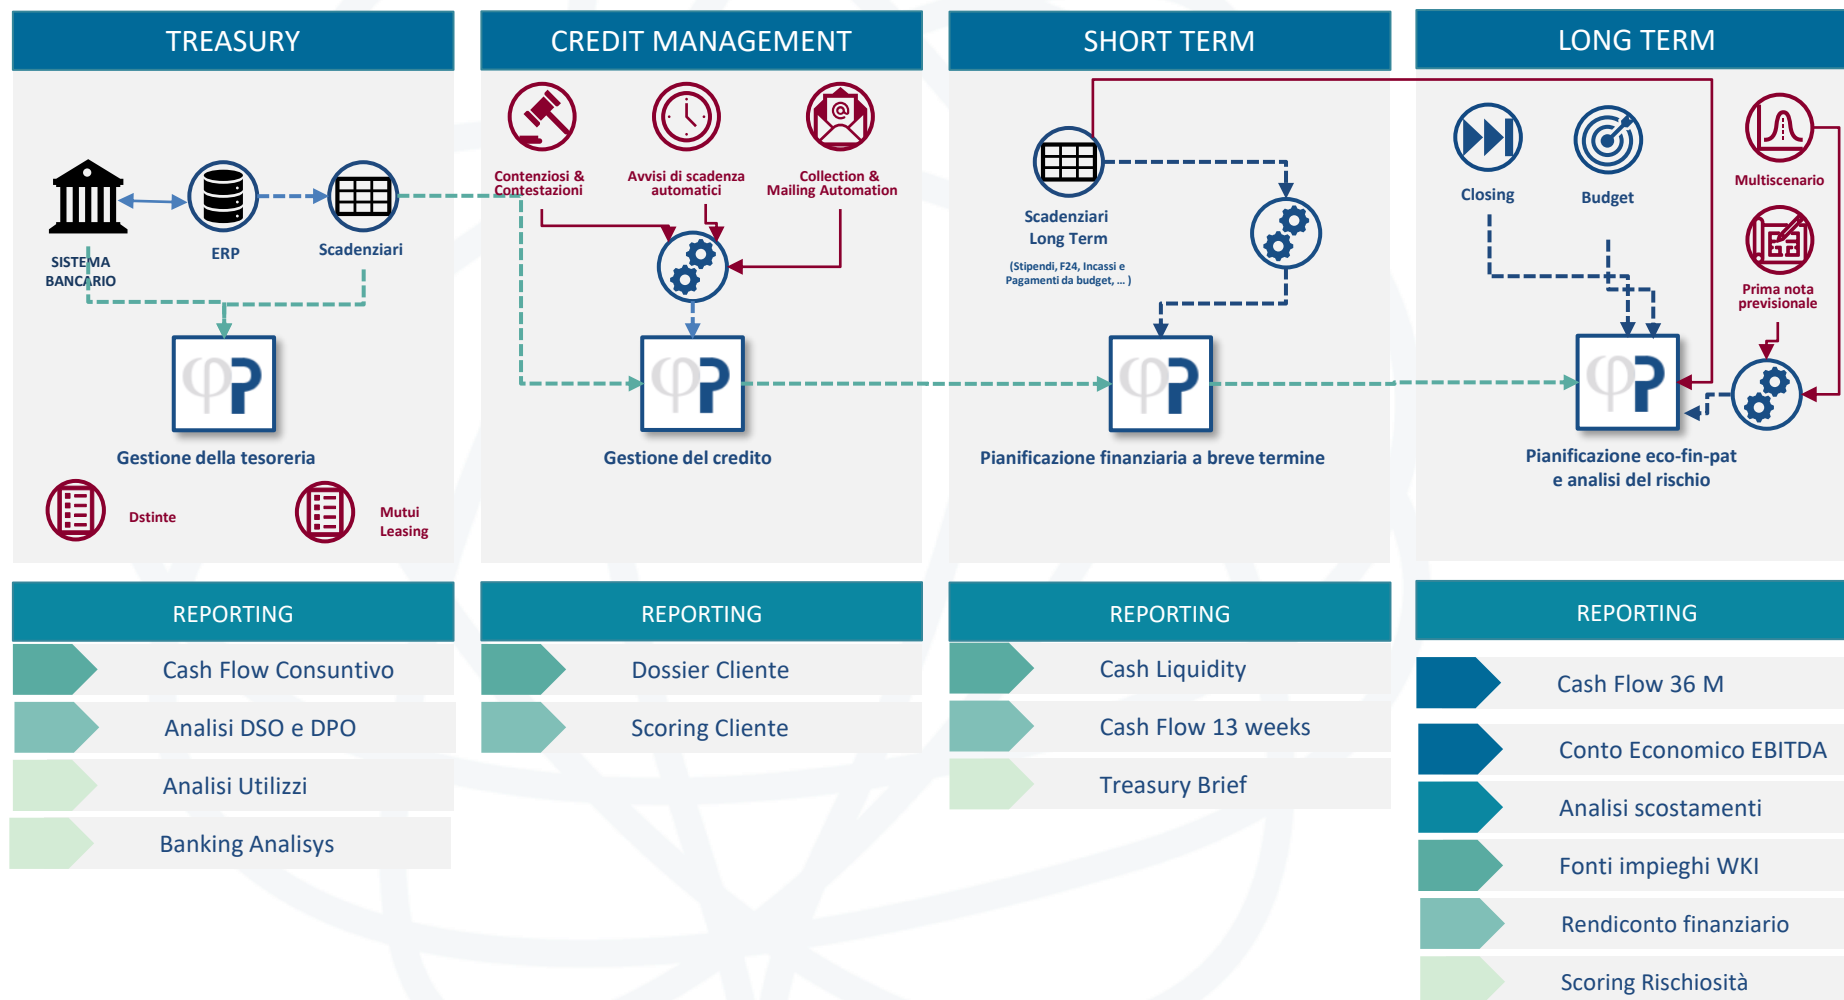 TREASURY
SISTEMA
BANCARIO
ERP
Scadenziari
Gestione della tesoreria
Dstinte
Mutui
Leasing
CREDIT MANAGEMENT
Contenziosi &
Contestazioni
Avvisi di scadenza
automatici
Collection &
Mailing Automation
Gestione del credito
SHORT TERM
Scadenziari
Long Term
(Stipendi, F24, Incassi e
Pagamenti da budget, ... )
Pianificazione finanziaria a breve termine
LONG TERM
Closing
Budget
Multiscenario
Prima nota
previsionale
Pianificazione eco-fin-pat
e analisi del rischio
REPORTING
Cash Flow Consuntivo
Analisi DSO e DPO
Analisi Utilizzi
Banking Analisys
REPORTING
Dossier Cliente
Scoring Cliente
REPORTING
Cash Liquidity
Cash Flow 13 weeks
Treasury Brief
REPORTING
Cash Flow 36 M
Conto Economico EBITDA
Analisi scostamenti
Fonti impieghi WKI
Rendiconto finanziario
Scoring Rischiosità